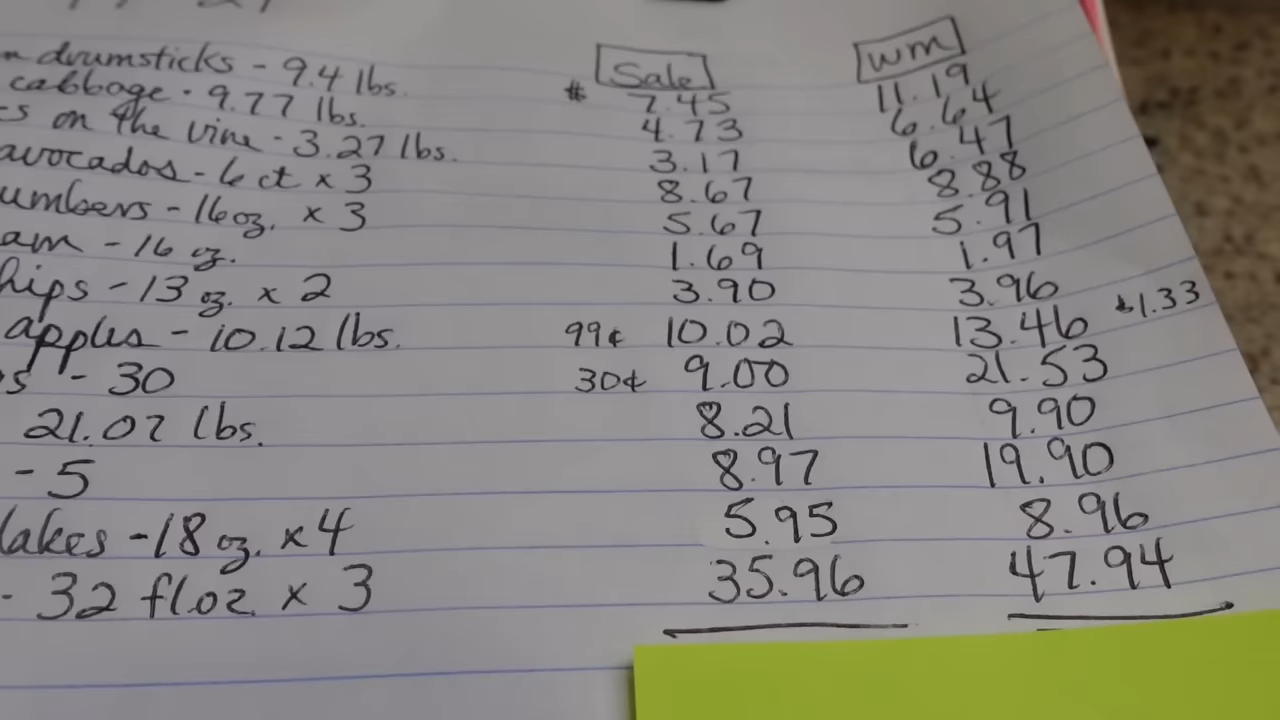 Sale WM
drumsticks - 9.4 lbs. # 7.45 11.19
cabbage - 9.77 lbs. 4.73 6.64
on the vine - 3.27 lbs. 3.17 6.47
avocados - 6 ct x 3 8.67 8.88
umbers - 16 oz. x 3 5.67 5.91
am - 16 oz. 1.69 1.97
hips - 13 oz. x 2 3.90 3.96
apples - 10.12 lbs. 99¢ 10.02 13.46 $1.33
s - 30 30¢ 9.00 21.53
21.07 lbs. 8.21 9.90
- 5 8.97 19.90
lakes - 18 oz. x 4 5.95 8.96
- 32 fl oz. x 3 35.96 47.94